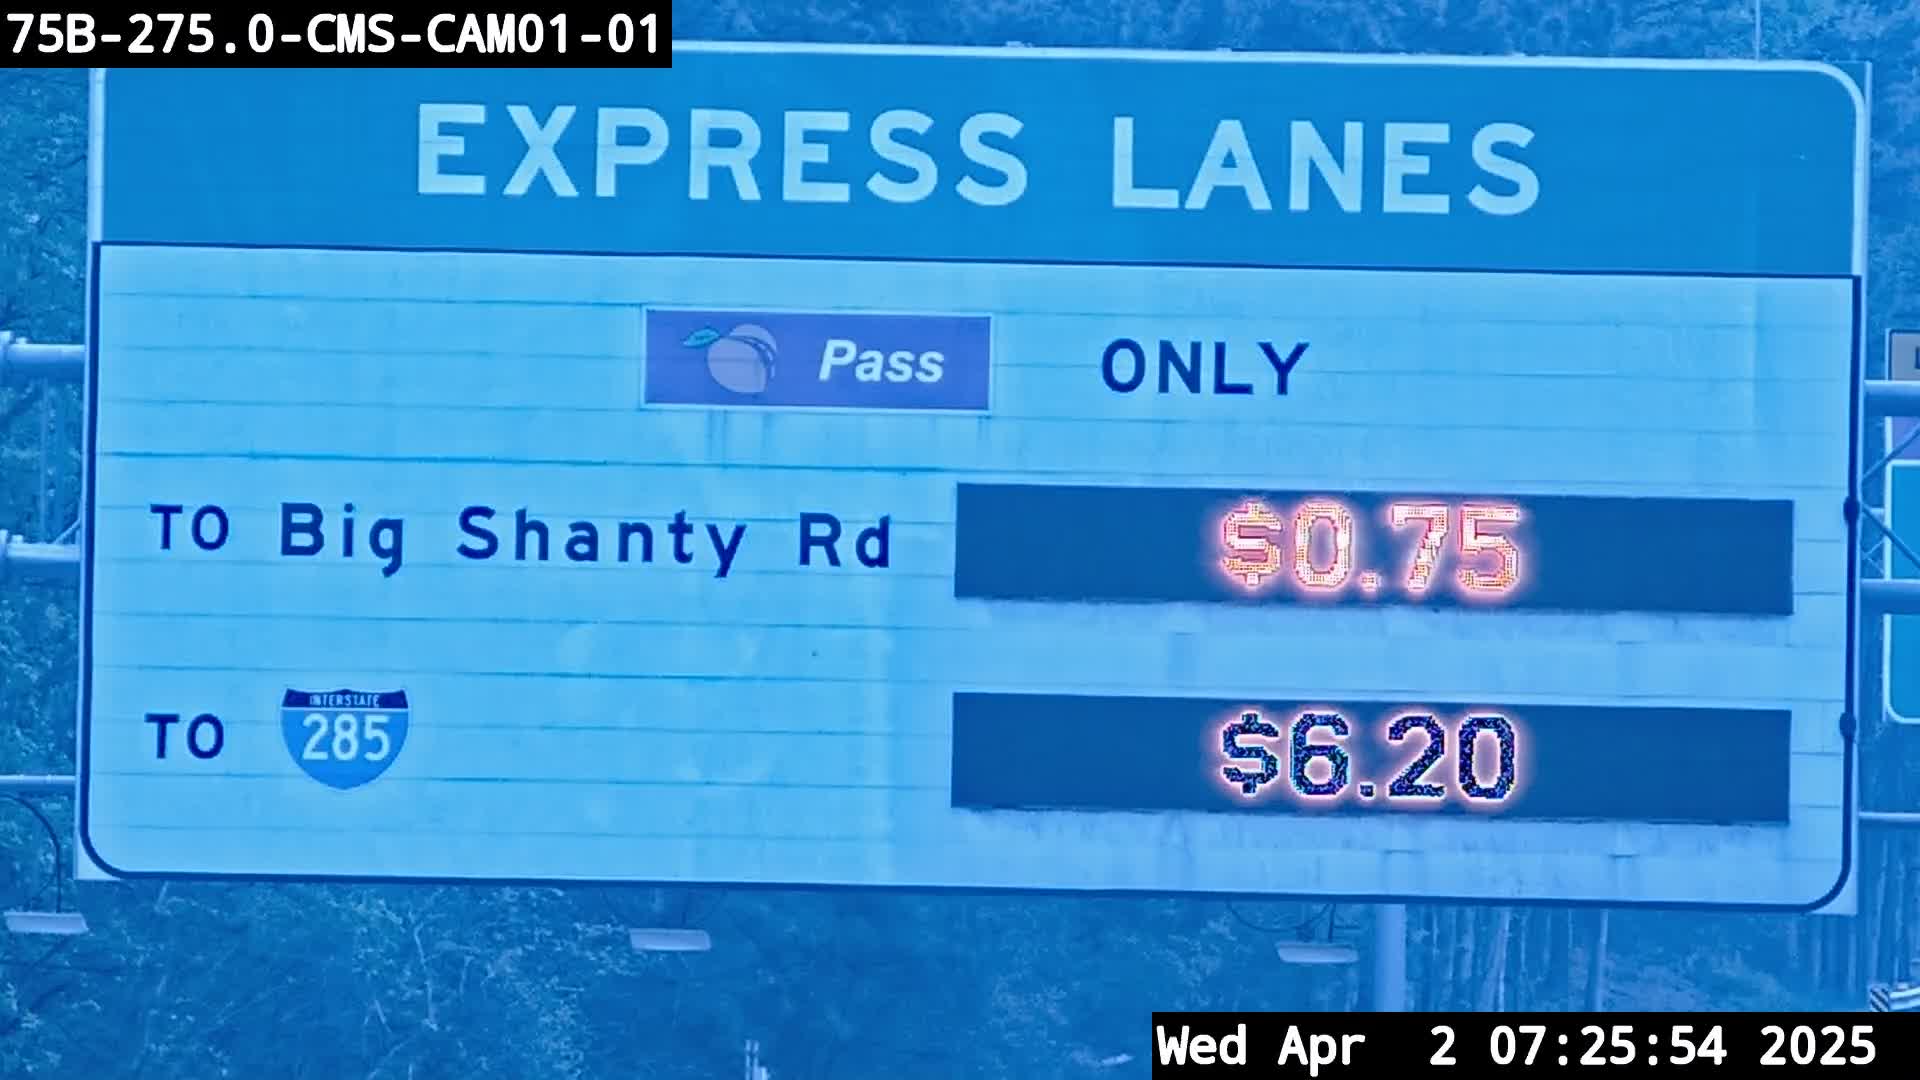 75B-275.0-CMS-CAM01-01
EXPRESS LANES
Pass ONLY
TO Big Shanty Rd $0.75
INTERSTATE
TO 285 $6.20
Wed Apr 2 07:25:54 2025